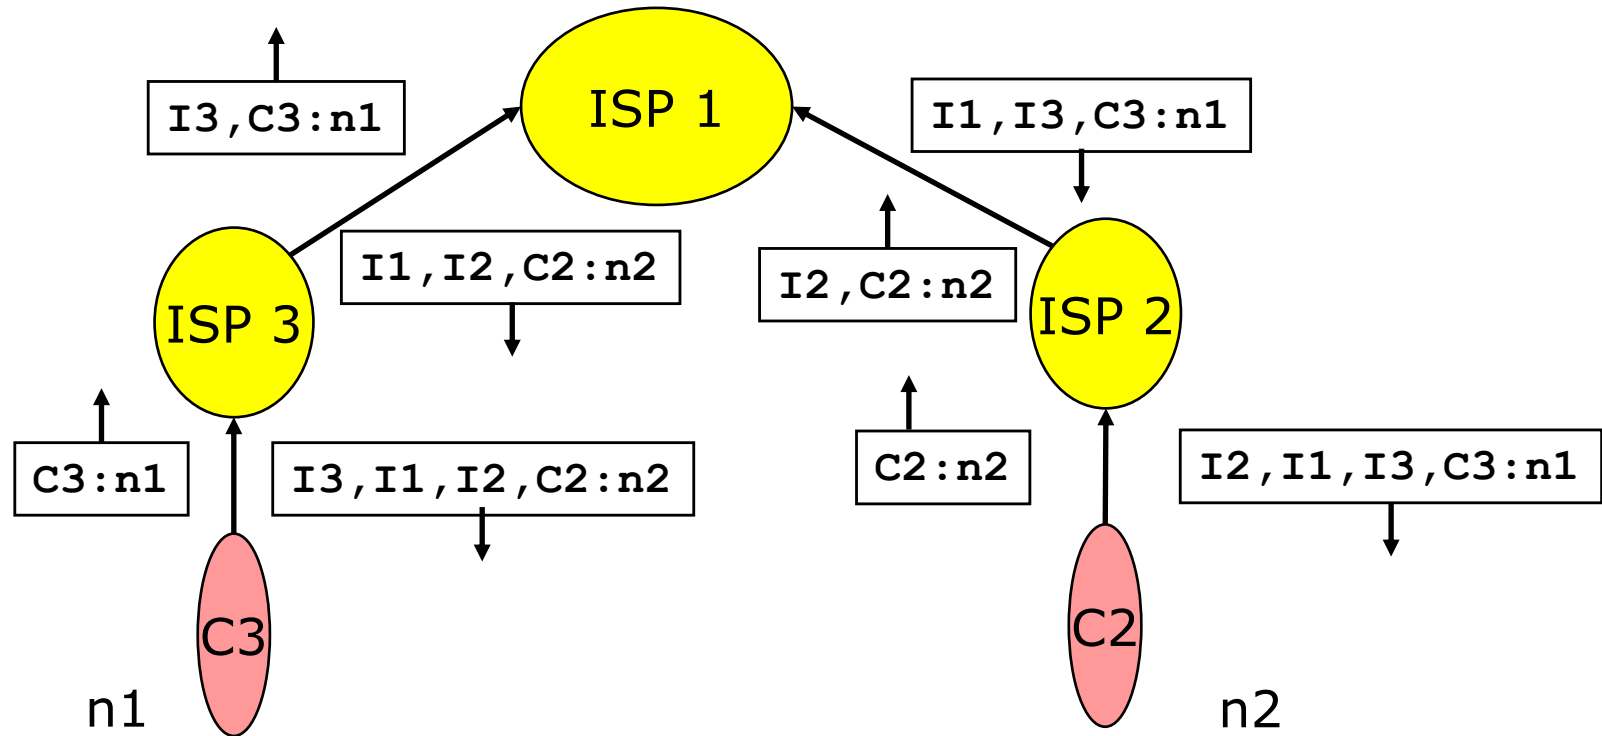 ISP 1
I3,C3:n1
I1,I3,C3:n1
I1,I2,C2:n2
I2,C2:n2
ISP 3
ISP 2
C3:n1
I3,I1,I2,C2:n2
C2:n2
I2,I1,I3,C3:n1
C3
C2
n1
n2